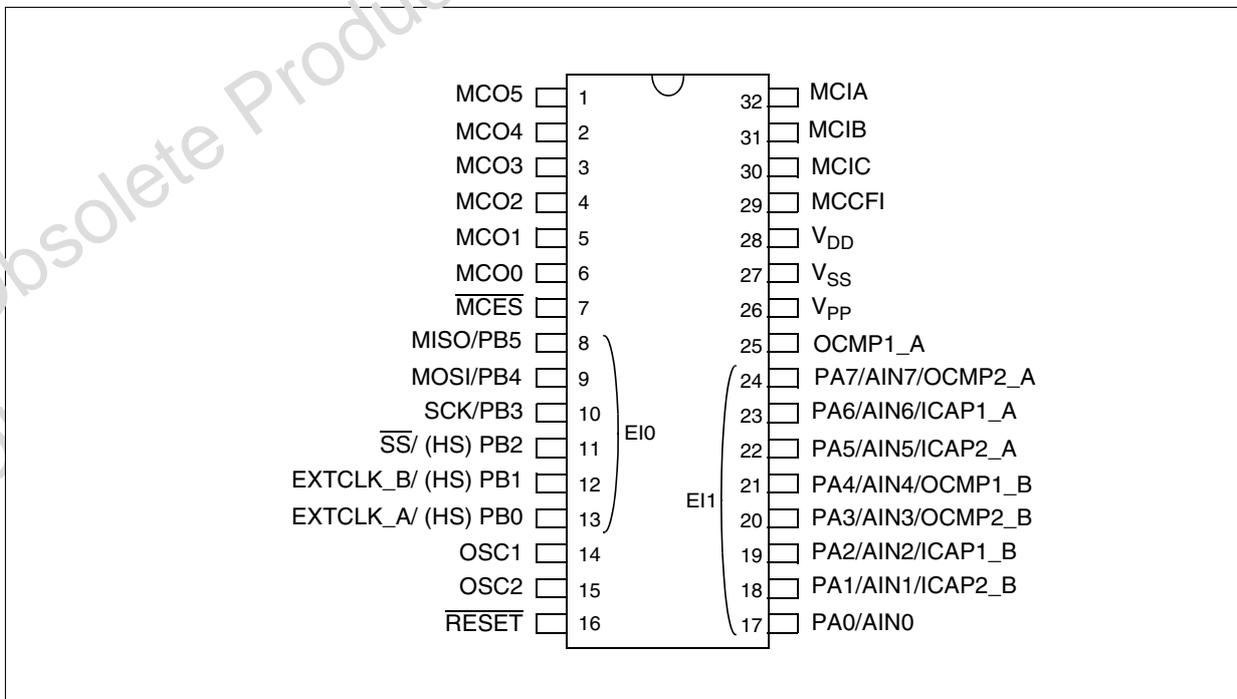 Obsolete Produc
MCO5 1
MCO4 2
MCO3 3
MCO2 4
MCO1 5
MCO0 6
MCES 7
MISO/PB5 8
MOSI/PB4 9
SCK/PB3 10
SS/ (HS) PB2 11
EXTCLK_B/ (HS) PB1 12
EXTCLK_A/ (HS) PB0 13
OSC1 14
OSC2 15
RESET 16
EI0
EI1
32 MCIA
31 MCIB
30 MCIC
29 MCCFI
28 VDD
27 VSS
26 VPP
25 OCMP1_A
24 PA7/AIN7/OCMP2_A
23 PA6/AIN6/ICAP1_A
22 PA5/AIN5/ICAP2_A
21 PA4/AIN4/OCMP1_B
20 PA3/AIN3/OCMP2_B
19 PA2/AIN2/ICAP1_B
18 PA1/AIN1/ICAP2_B
17 PA0/AIN0